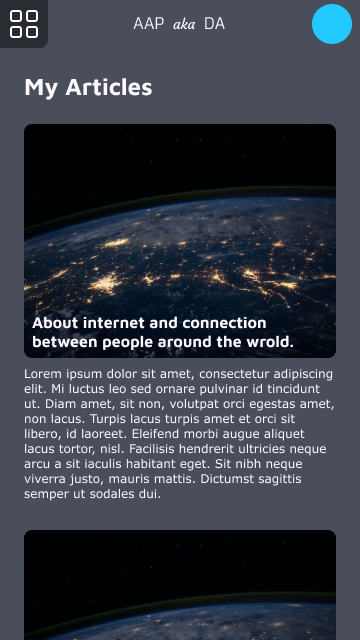 AAP aka DA
My Articles
About internet and connection
between people around the wrold.
Lorem ipsum dolor sit amet, consectetur adipiscing
elit. Mi luctus leo sed ornare pulvinar id tincidunt
ut. Diam amet, sit non, volutpat orci egestas amet,
non lacus. Turpis lacus turpis amet et orci sit
libero, id laoreet. Eleifend morbi augue aliquet
lacus tortor, nisl. Facilisis hendrerit ultricies neque
arcu a sit iaculis habitant eget. Sit nibh neque
viverra justo, mauris mattis. Dictumst sagittis
semper ut sodales dui.